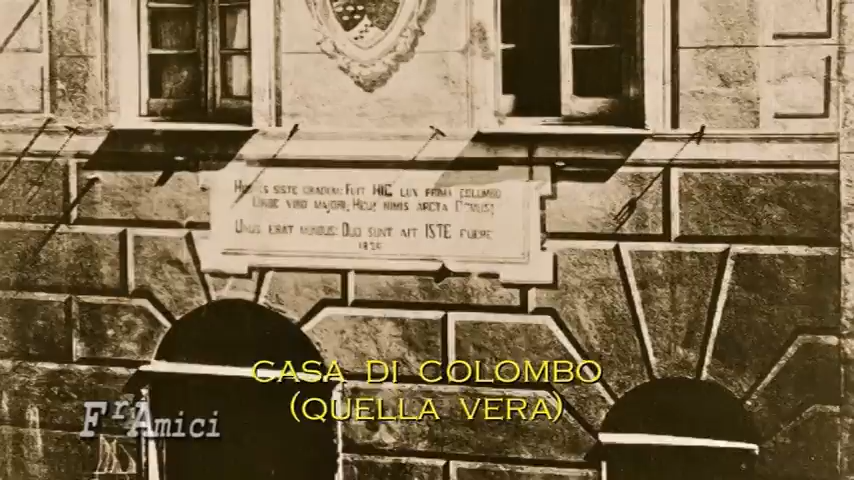 SISTE GRADUM: FUIT HIC LUX PRIMA COLOMBO
ORBE VIRO MAJORI, HEU! NIMIS ARCTA DOMUS!
UNUS ERAT MUNDUS: DUO SUNT AIT ISTE FUERE
CASA DI COLOMBO
(QUELLA VERA)
FrAmici